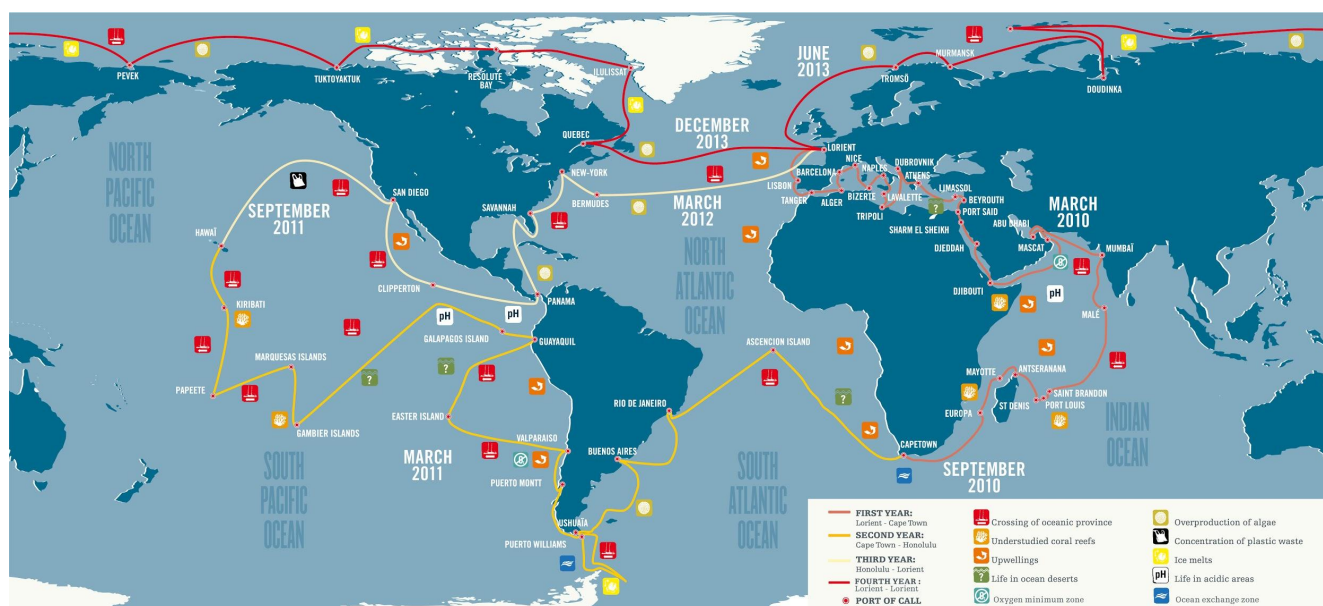 PEVEK
TUKTOYAKTUK
RESOLUTE
BAY
ILULISSAT
JUNE
2013
TROMSÖ
MURMANSK
DOUDINKA
NORTH
PACIFIC
OCEAN
QUEBEC
DECEMBER
2013
LORIENT
NEW-YORK
BERMUDES
SAVANNAH
MARCH
2012
LISBON
TANGER
BARCELONA
ALGER
NICE
BIZERTE
NAPLES
LAVALETTE
TRIPOLI
DUBROVNIK
ATHENS
LIMASSOL
BEYROUTH
PORT SAID
SHARM EL SHEIKH
DJEDDAH
ABU DHABI
MASCAT
MARCH
2010
MUMBAÏ
DJIBOUTI
MALÉ
SAN DIEGO
SEPTEMBER
2011
HAWAÏ
KIRIBATI
CLIPPERTON
PANAMA
NORTH
ATLANTIC
OCEAN
pH
pH
pH
GALAPAGOS ISLAND
GUAYAQUIL
MARQUESAS ISLANDS
PAPEETE
GAMBIER ISLANDS
?
?
?
?
EASTER ISLAND
ASCENCION ISLAND
RIO DE JANEIRO
MAYOTTE
ANTSERANANA
SAINT BRANDON
PORT LOUIS
ST DENIS
EUROPA
INDIAN
OCEAN
SOUTH
PACIFIC
OCEAN
MARCH
2011
VALPARAISO
BUENOS AIRES
PUERTO MONTT
USHUAÏA
PUERTO WILLIAMS
SOUTH
ATLANTIC
OCEAN
CAPETOWN
SEPTEMBER
2010
FIRST YEAR:
Lorient - Cape Town
SECOND YEAR:
Cape Town - Honolulu
THIRD YEAR:
Honolulu - Lorient
FOURTH YEAR :
Lorient - Lorient
PORT OF CALL
Crossing of oceanic province
Understudied coral reefs
Upwellings
? Life in ocean deserts
Oxygen minimum zone
Overproduction of algae
Concentration of plastic waste
Ice melts
pH Life in acidic areas
Ocean exchange zone